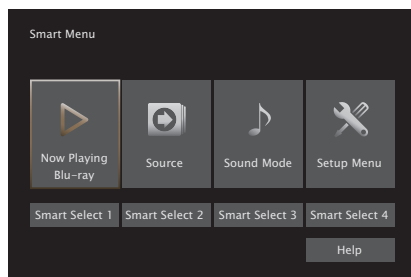 Smart Menu
Now Playing
Blu-ray
Source
Sound Mode
Setup Menu
Smart Select 1
Smart Select 2
Smart Select 3
Smart Select 4
Help